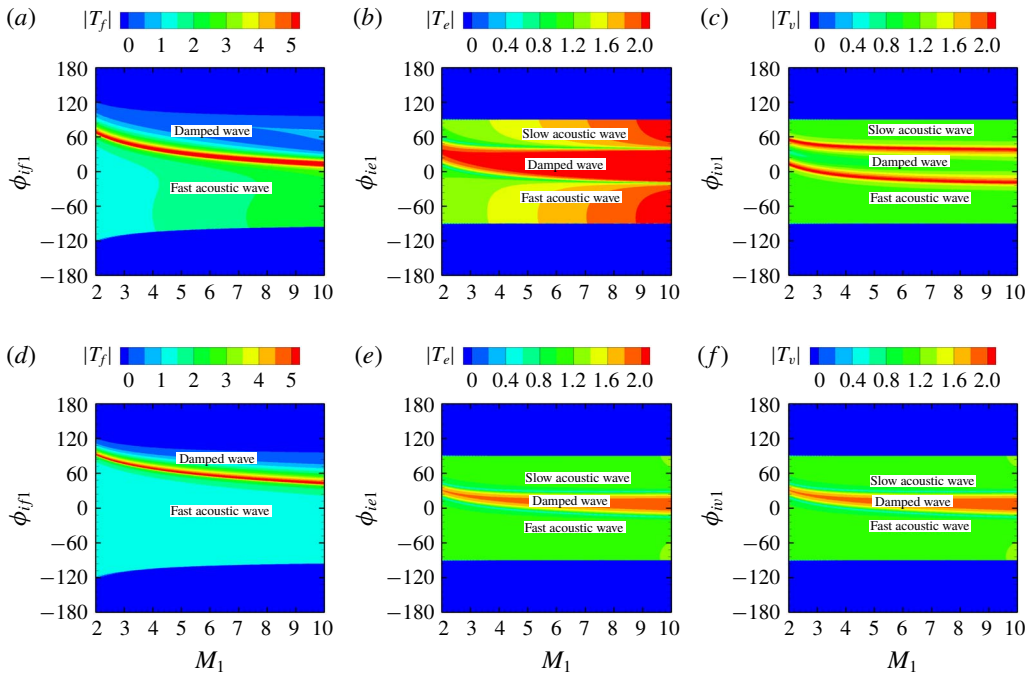 (a) |T_f| (b) |T_e| (c) |T_v|
0 1 2 3 4 5 0 0.4 0.8 1.2 1.6 2.0 0 0.4 0.8 1.2 1.6 2.0
180 180 180
120 120 120
Damped wave Slow acoustic wave Slow acoustic wave
60 60 60
Damped wave Damped wave
ϕ_if1 0 ϕ_ie1 0 ϕ_iv1 0
Fast acoustic wave Fast acoustic wave Fast acoustic wave
−60 −60 −60
−120 −120 −120
−180 −180 −180
2 3 4 5 6 7 8 9 10 2 3 4 5 6 7 8 9 10 2 3 4 5 6 7 8 9 10
(d) |T_f| (e) |T_e| (f) |T_v|
0 1 2 3 4 5 0 0.4 0.8 1.2 1.6 2.0 0 0.4 0.8 1.2 1.6 2.0
180 180 180
120 120 120
Damped wave Slow acoustic wave Slow acoustic wave
60 60 60
Damped wave Damped wave
ϕ_if1 0 ϕ_ie1 0 ϕ_iv1 0
Fast acoustic wave Fast acoustic wave Fast acoustic wave
−60 −60 −60
−120 −120 −120
−180 −180 −180
2 3 4 5 6 7 8 9 10 2 3 4 5 6 7 8 9 10 2 3 4 5 6 7 8 9 10
M_1 M_1 M_1